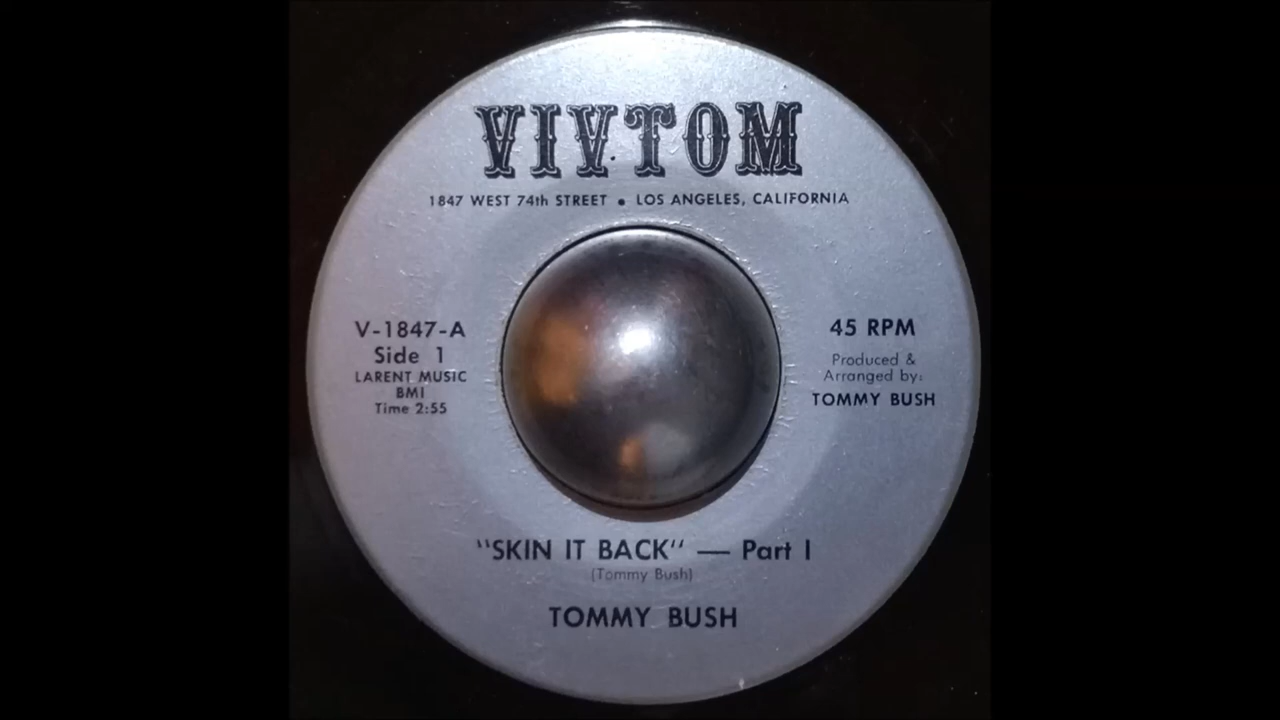 VIVTOM
1847 WEST 74th STREET • LOS ANGELES, CALIFORNIA
V-1847-A
Side 1
LARENT MUSIC
BMI
Time 2:55
45 RPM
Produced &
Arranged by:
TOMMY BUSH
"SKIN IT BACK" — Part I
(Tommy Bush)
TOMMY BUSH